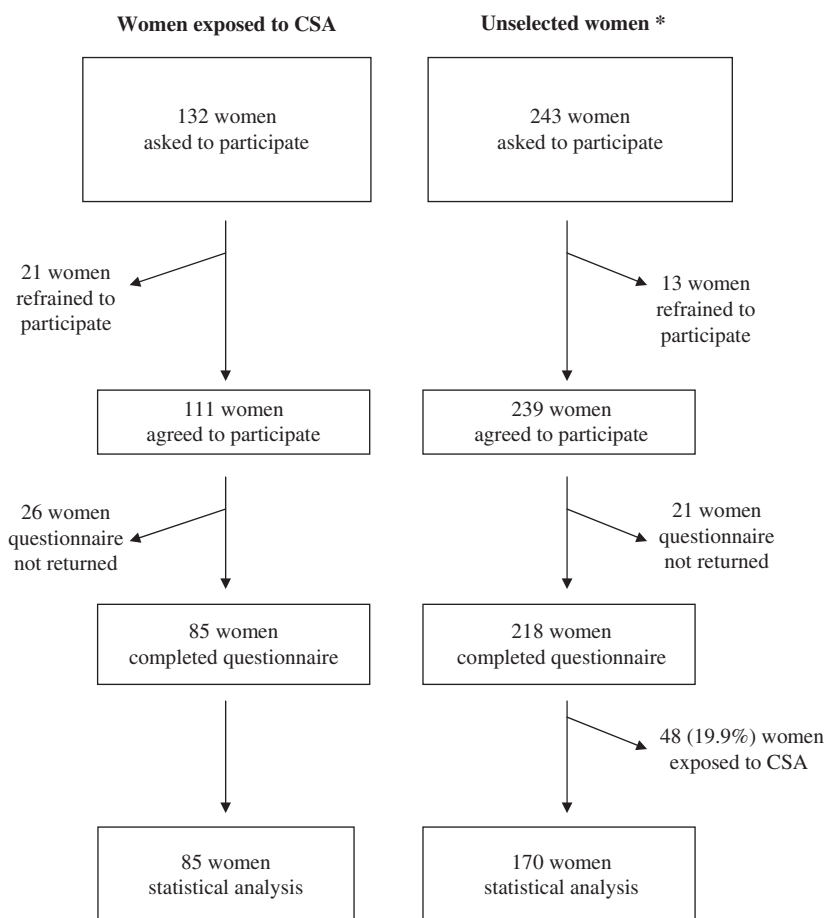 Women exposed to CSA
Unselected women *
132 women
asked to participate
243 women
asked to participate
21 women
refrained to
participate
13 women
refrained to
participate
111 women
agreed to participate
239 women
agreed to participate
26 women
questionnaire
not returned
21 women
questionnaire
not returned
85 women
completed questionnaire
218 women
completed questionnaire
48 (19.9%) women
exposed to CSA
85 women
statistical analysis
170 women
statistical analysis